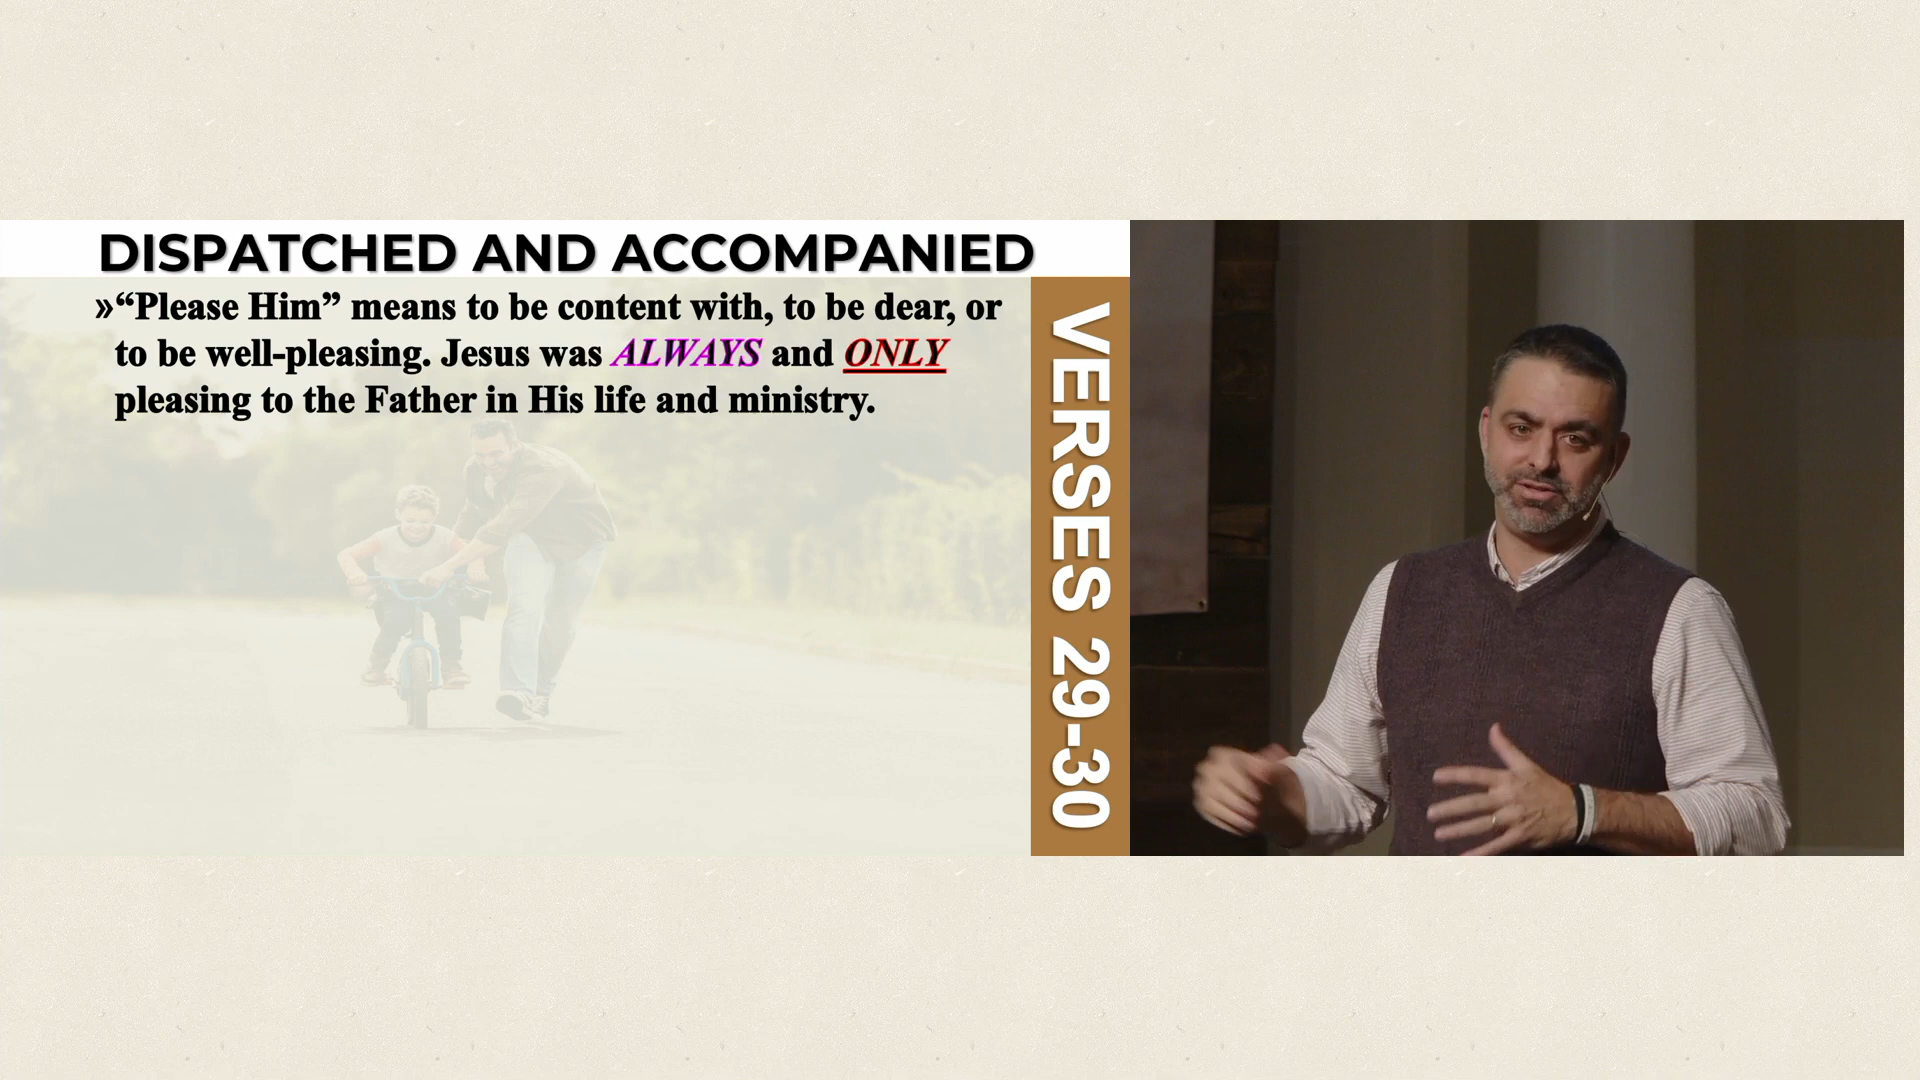 DISPATCHED AND ACCOMPANIED
»“Please Him” means to be content with, to be dear, or
to be well-pleasing. Jesus was ALWAYS and ONLY
pleasing to the Father in His life and ministry.
VERSES 29-30